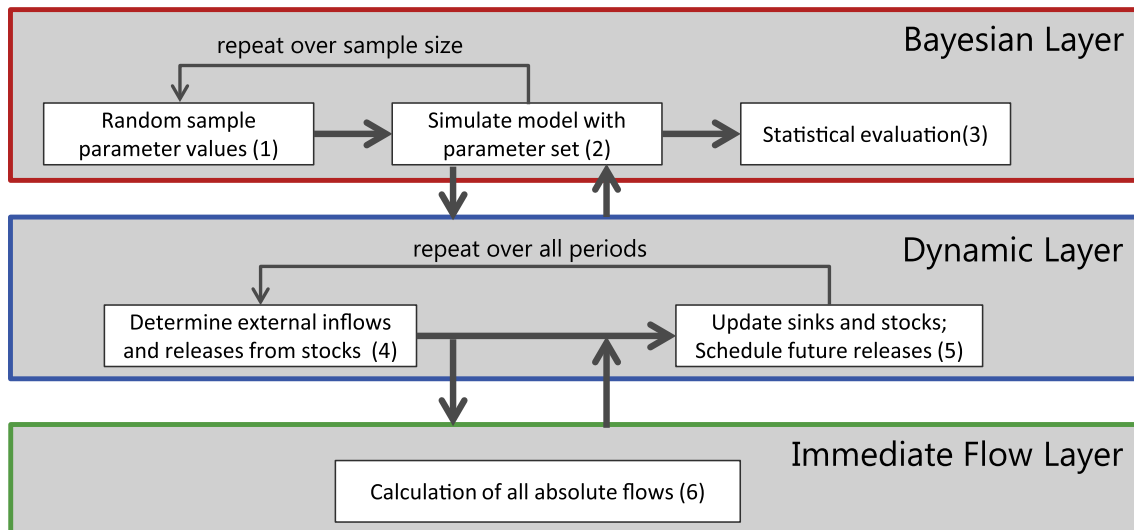 Bayesian Layer
repeat over sample size
Random sample
parameter values (1)
Simulate model with
parameter set (2)
Statistical evaluation(3)
Dynamic Layer
repeat over all periods
Determine external inflows
and releases from stocks (4)
Update sinks and stocks;
Schedule future releases (5)
Immediate Flow Layer
Calculation of all absolute flows (6)